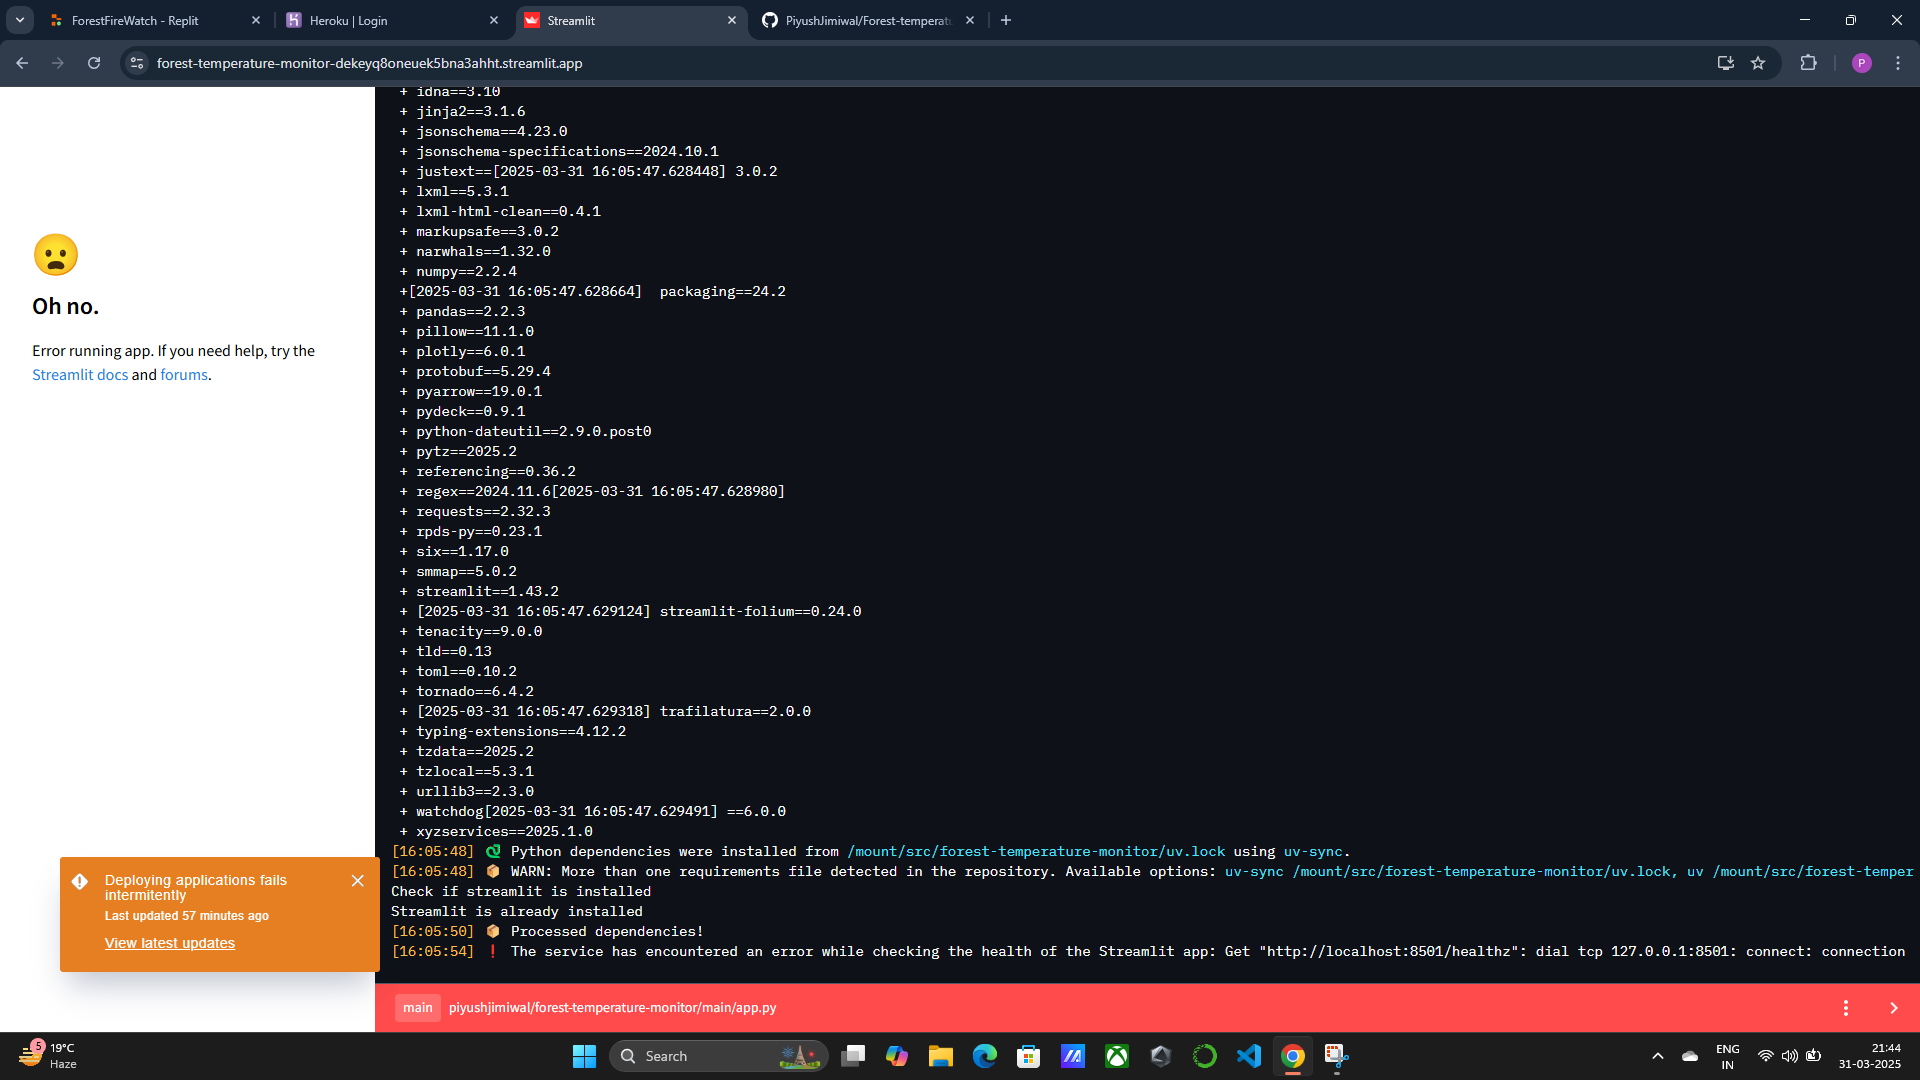 ForestFireWatch - Replit
Heroku | Login
Streamlit
PiyushJimiwal/Forest-temperatu
forest-temperature-monitor-dekeyq8oneuek5bna3ahht.streamlit.app
P
Oh no.
Error running app. If you need help, try the
Streamlit docs and forums.
+ idna==3.10
+ jinja2==3.1.6
+ jsonschema==4.23.0
+ jsonschema-specifications==2024.10.1
+ justext==[2025-03-31 16:05:47.628448] 3.0.2
+ lxml==5.3.1
+ lxml-html-clean==0.4.1
+ markupsafe==3.0.2
+ narwhals==1.32.0
+ numpy==2.2.4
+[2025-03-31 16:05:47.628664]  packaging==24.2
+ pandas==2.2.3
+ pillow==11.1.0
+ plotly==6.0.1
+ protobuf==5.29.4
+ pyarrow==19.0.1
+ pydeck==0.9.1
+ python-dateutil==2.9.0.post0
+ pytz==2025.2
+ referencing==0.36.2
+ regex==2024.11.6[2025-03-31 16:05:47.628980]
+ requests==2.32.3
+ rpds-py==0.23.1
+ six==1.17.0
+ smmap==5.0.2
+ streamlit==1.43.2
+ [2025-03-31 16:05:47.629124] streamlit-folium==0.24.0
+ tenacity==9.0.0
+ tld==0.13
+ toml==0.10.2
+ tornado==6.4.2
+ [2025-03-31 16:05:47.629318] trafilatura==2.0.0
+ typing-extensions==4.12.2
+ tzdata==2025.2
+ tzlocal==5.3.1
+ urllib3==2.3.0
+ watchdog[2025-03-31 16:05:47.629491] ==6.0.0
+ xyzservices==2025.1.0
[16:05:48] 🐍 Python dependencies were installed from /mount/src/forest-temperature-monitor/uv.lock using uv-sync.
[16:05:48] 📦 WARN: More than one requirements file detected in the repository. Available options: uv-sync /mount/src/forest-temperature-monitor/uv.lock, uv /mount/src/forest-temper
Check if streamlit is installed
Streamlit is already installed
[16:05:50] 📦 Processed dependencies!
[16:05:54] ❗ The service has encountered an error while checking the health of the Streamlit app: Get "http://localhost:8501/healthz": dial tcp 127.0.0.1:8501: connect: connection
Deploying applications fails
intermitently
Last updated 57 minutes ago
View latest updates
main piyushjimiwal/forest-temperature-monitor/main/app.py
5
19°C
Haze
Search
ENG
IN
21:44
31-03-2025